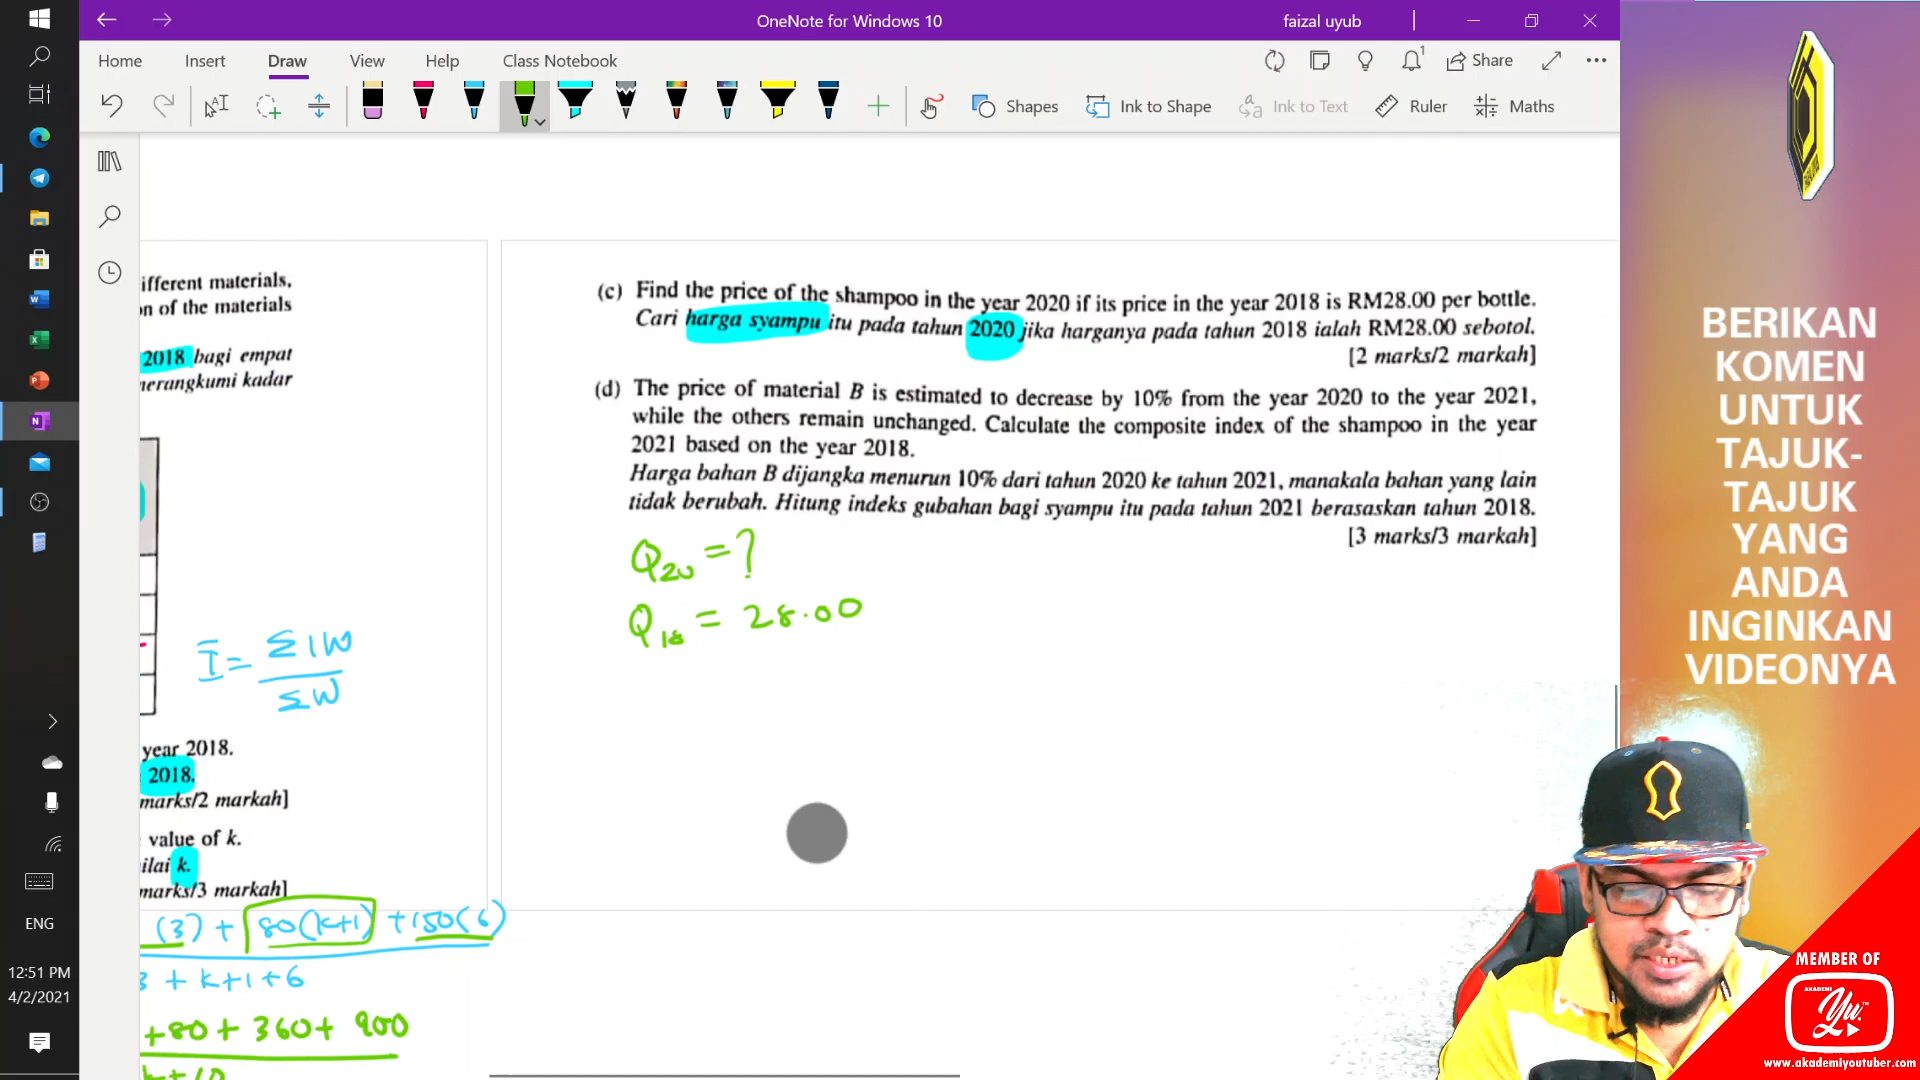 OneNote for Windows 10
faizal uyub
Home
Insert
Draw
View
Help
Class Notebook
1
Share
Shapes
Ink to Shape
Ink to Text
Ruler
Maths
ifferent materials,
on of the materials
2018 bagi empat
nerangkumi kadar
I = ΣIW
ΣW
year 2018.
2018.
marks/2 markah]
value of k.
ilai k.
marks/3 markah]
(3) + 80(k+1) + 150(6)
3 + k+1+6
+80 + 360 + 900
k+10
(c) Find the price of the shampoo in the year 2020 if its price in the year 2018 is RM28.00 per bottle.
Cari harga syampu itu pada tahun 2020 jika harganya pada tahun 2018 ialah RM28.00 sebotol.
[2 marks/2 markah]
(d) The price of material B is estimated to decrease by 10% from the year 2020 to the year 2021,
while the others remain unchanged. Calculate the composite index of the shampoo in the year
2021 based on the year 2018.
Harga bahan B dijangka menurun 10% dari tahun 2020 ke tahun 2021, manakala bahan yang lain
tidak berubah. Hitung indeks gubahan bagi syampu itu pada tahun 2021 berasaskan tahun 2018.
[3 marks/3 markah]
Q20 = ?
Q18 = 28.00
ENG
12:51 PM
4/2/2021
BERIKAN
KOMEN
UNTUK
TAJUK-
TAJUK
YANG
ANDA
INGINKAN
VIDEONYA
MEMBER OF
AKADEMI
Yu
www.akademiyoutuber.com